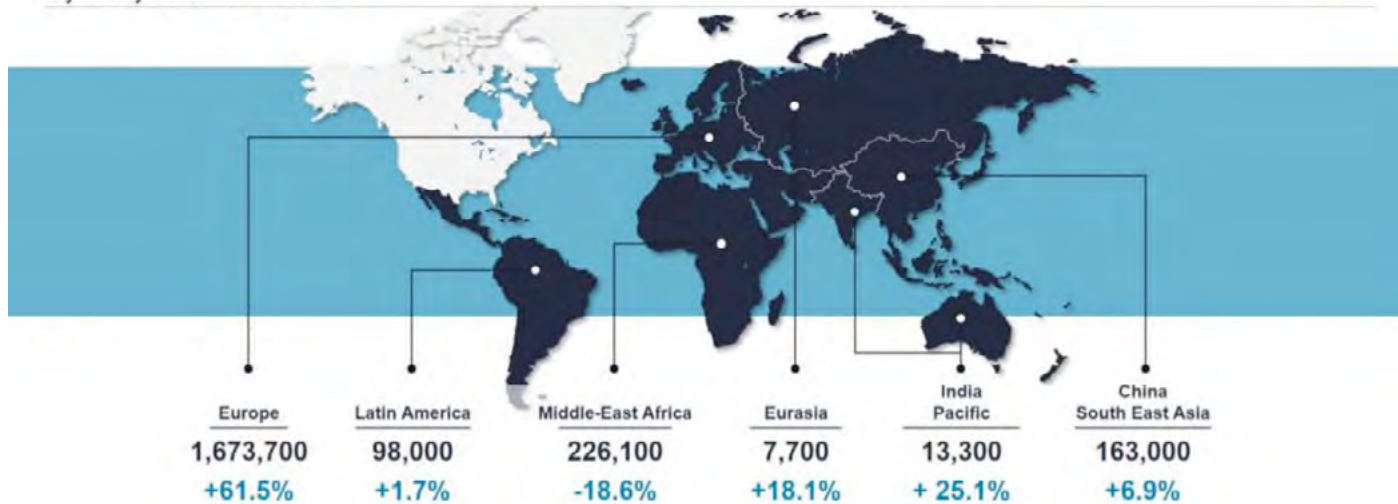 Europe
1,673,700
+61.5%
Latin America
98,000
+1.7%
Middle-East Africa
226,100
-18.6%
Eurasia
7,700
+18.1%
India
Pacific
13,300
+ 25.1%
China
South East Asia
163,000
+6.9%